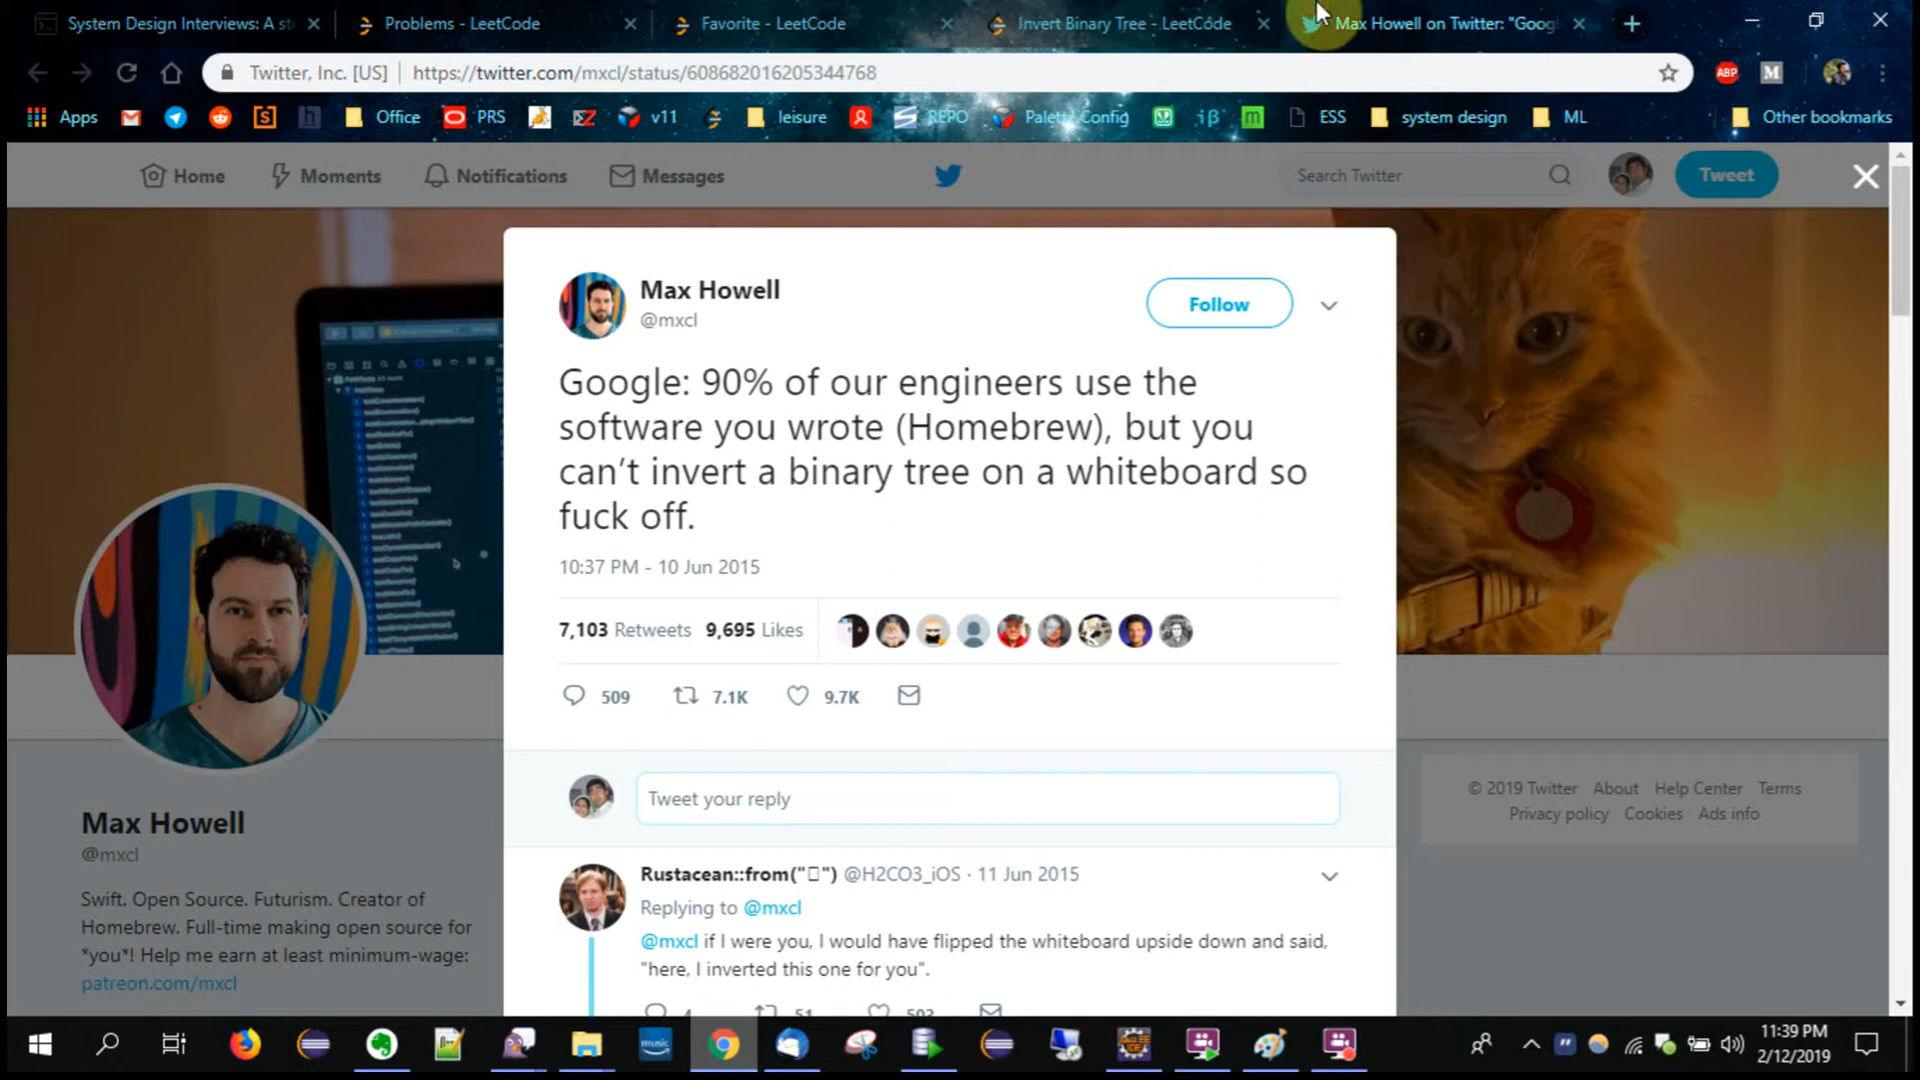 System Design Interviews: A st
Problems - LeetCode
Favorite - LeetCode
Invert Binary Tree - LeetCode
Max Howell on Twitter: "Goog
Twitter, Inc. [US]
https://twitter.com/mxcl/status/608682016205344768
ABP
M
Apps
Office
PRS
v11
leisure
REPO
Palette Config
ESS
system design
ML
Other bookmarks
Home
Moments
Notifications
Messages
Search Twitter
Tweet
Max Howell
@mxcl
Follow
Google: 90% of our engineers use the
software you wrote (Homebrew), but you
can't invert a binary tree on a whiteboard so
fuck off.
10:37 PM - 10 Jun 2015
7,103 Retweets 9,695 Likes
509
7.1K
9.7K
Tweet your reply
Max Howell
@mxcl
Swift. Open Source. Futurism. Creator of
Homebrew. Full-time making open source for
*you*! Help me earn at least minimum-wage:
patreon.com/mxcl
© 2019 Twitter About Help Center Terms
Privacy policy Cookies Ads info
Rustacean::from("▯") @H2CO3_iOS · 11 Jun 2015
Replying to @mxcl
@mxcl if I were you, I would have flipped the whiteboard upside down and said,
"here, I inverted this one for you".
4
51
503
music
11:39 PM
2/12/2019